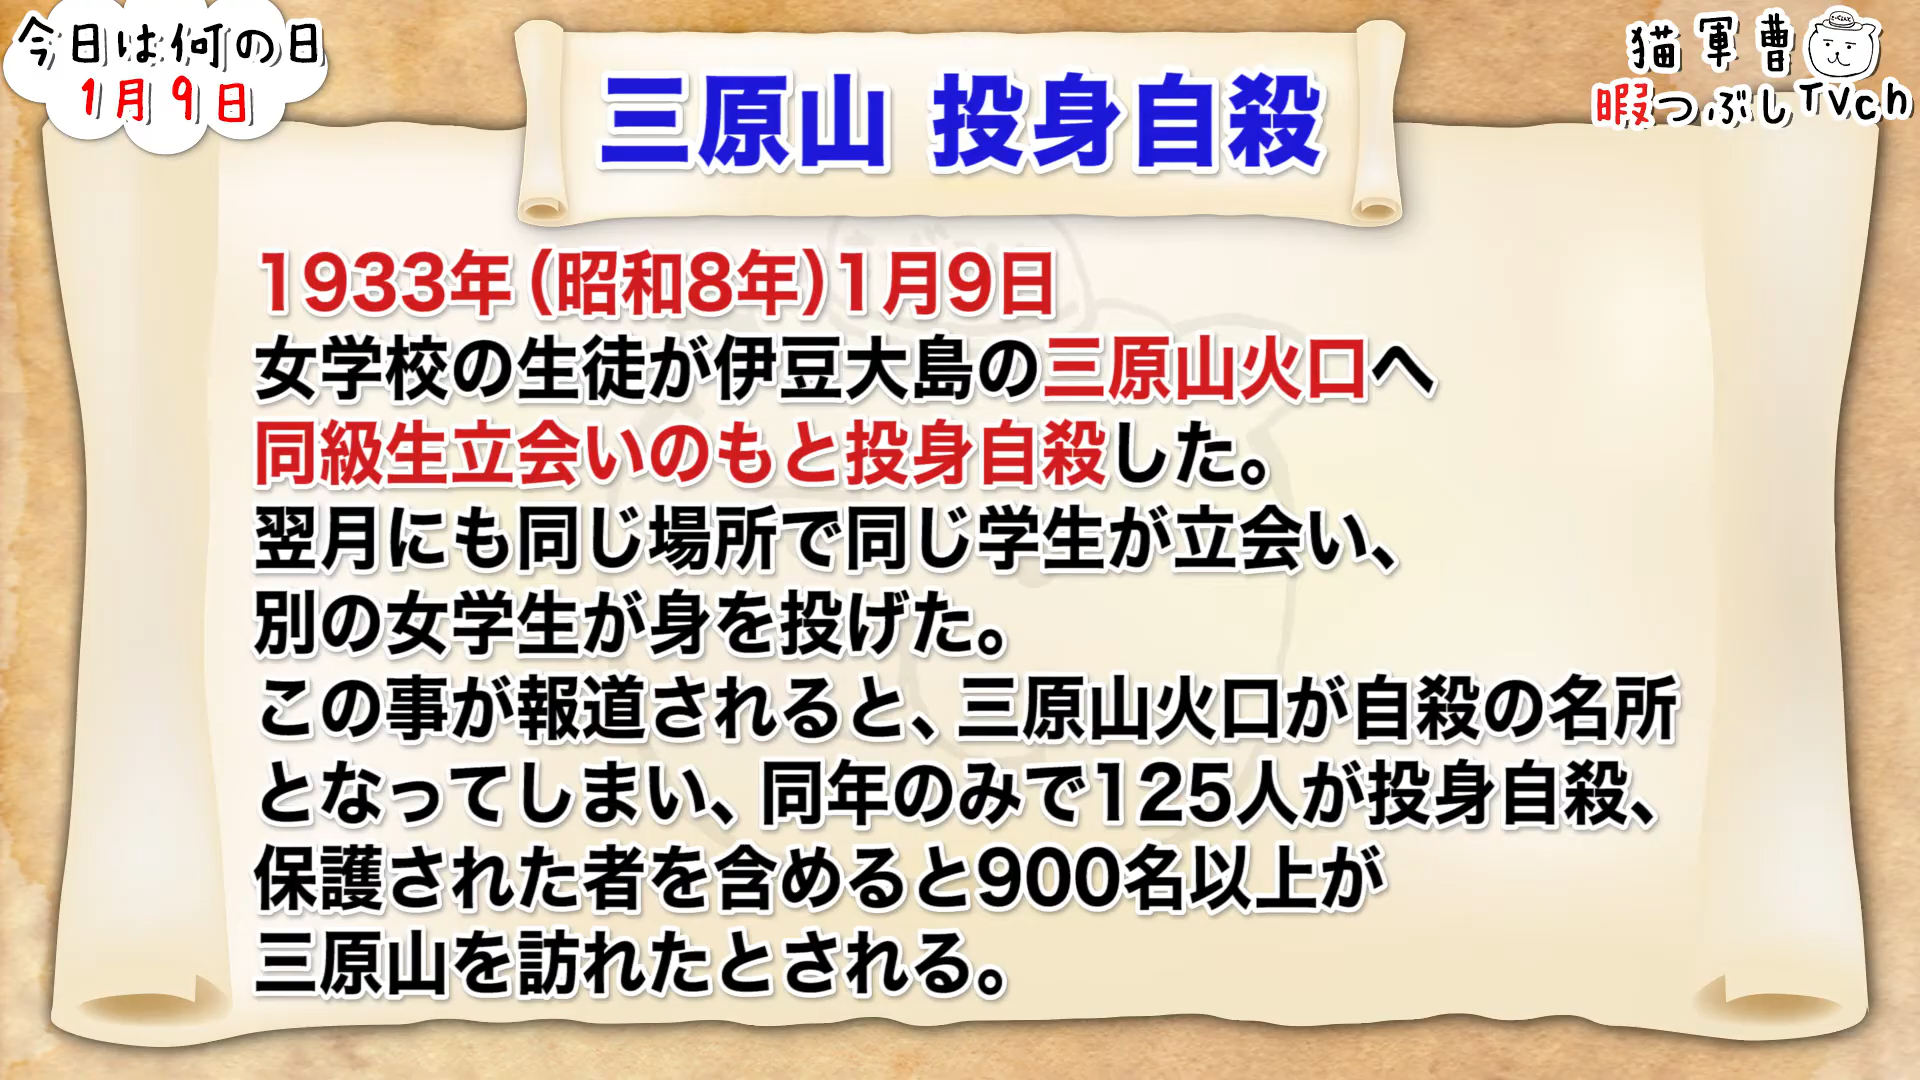 今日は何の日
1月9日
三原山 投身自殺
猫軍曹
暇つぶしTVch
1933年(昭和8年)1月9日
女学校の生徒が伊豆大島の三原山火口へ
同級生立会いのもと投身自殺した。
翌月にも同じ場所で同じ学生が立会い、
別の女学生が身を投げた。
この事が報道されると、三原山火口が自殺の名所
となってしまい、同年のみで125人が投身自殺、
保護された者を含めると900名以上が
三原山を訪れたとされる。